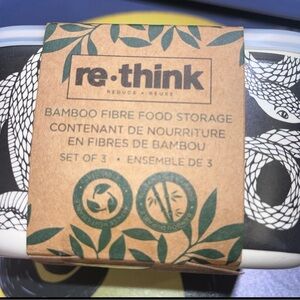 re•think
REDUCE • REUSE
BAMBOO FIBRE FOOD STORAGE
CONTENANT DE NOURRITURE
EN FIBRES DE BAMBOU
SET OF 3 • ENSEMBLE DE 3